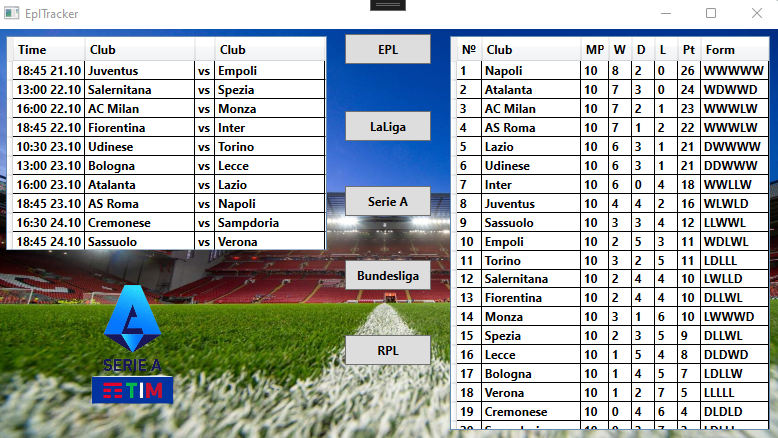 EplTracker
Time Club Club
18:45 21.10 Juventus vs Empoli
13:00 22.10 Salernitana vs Spezia
16:00 22.10 AC Milan vs Monza
18:45 22.10 Fiorentina vs Inter
10:30 23.10 Udinese vs Torino
13:00 23.10 Bologna vs Lecce
16:00 23.10 Atalanta vs Lazio
18:45 23.10 AS Roma vs Napoli
16:30 24.10 Cremonese vs Sampdoria
18:45 24.10 Sassuolo vs Verona
SERIE A
TIM
EPL
LaLiga
Serie A
Bundesliga
RPL
№ Club MP W D L Pt Form
1 Napoli 10 8 2 0 26 WWWWW
2 Atalanta 10 7 3 0 24 WDWWD
3 AC Milan 10 7 2 1 23 WWWLW
4 AS Roma 10 7 1 2 22 WWWLW
5 Lazio 10 6 3 1 21 DWWWW
6 Udinese 10 6 3 1 21 DDWWW
7 Inter 10 6 0 4 18 WWLLW
8 Juventus 10 4 4 2 16 WLWLD
9 Sassuolo 10 3 3 4 12 LLWWL
10 Empoli 10 2 5 3 11 WDLWL
11 Torino 10 3 2 5 11 LDLLL
12 Salernitana 10 2 4 4 10 LWLLD
13 Fiorentina 10 2 4 4 10 DLLWL
14 Monza 10 3 1 6 10 LWWWD
15 Spezia 10 2 3 5 9 DLLWL
16 Lecce 10 1 5 4 8 DLDWD
17 Bologna 10 1 4 5 7 LDLLW
18 Verona 10 1 2 7 5 LLLLL
19 Cremonese 10 0 4 6 4 DLDLD